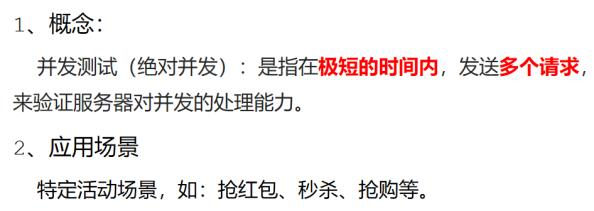 1、概念：
并发测试（绝对并发）：是指在极短的时间内，发送多个请求，
来验证服务器对并发的处理能力。
2、应用场景
特定活动场景，如：抢红包、秒杀、抢购等。